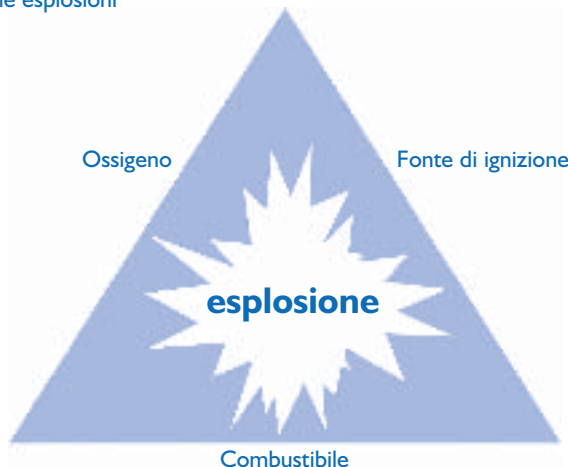 esplosioni
Ossigeno
Fonte di ignizione
esplosione
Combustibile